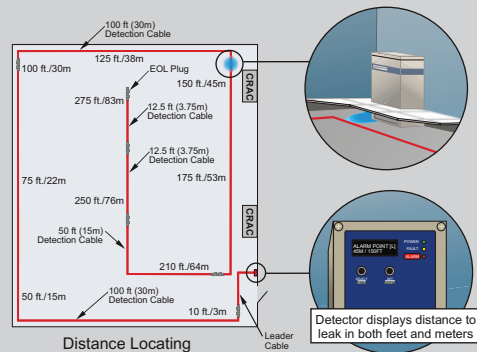 100 ft (30m)
Detection Cable
125 ft./38m
100 ft./30m
EOL Plug
150 ft./45m
CRAC
275 ft./83m
12.5 ft (3.75m)
Detection Cable
12.5 ft (3.75m)
Detection Cable
75 ft./22m
175 ft./53m
250 ft./76m
CRAC
50 ft (15m)
Detection Cable
210 ft./64m
50 ft./15m
100 ft (30m)
Detection Cable
10 ft./3m
Leader
Cable
Distance Locating
ALARM POINT [L]
45M / 150FT
POWER
FAULT
ALARM
Detector displays distance to
leak in both feet and meters